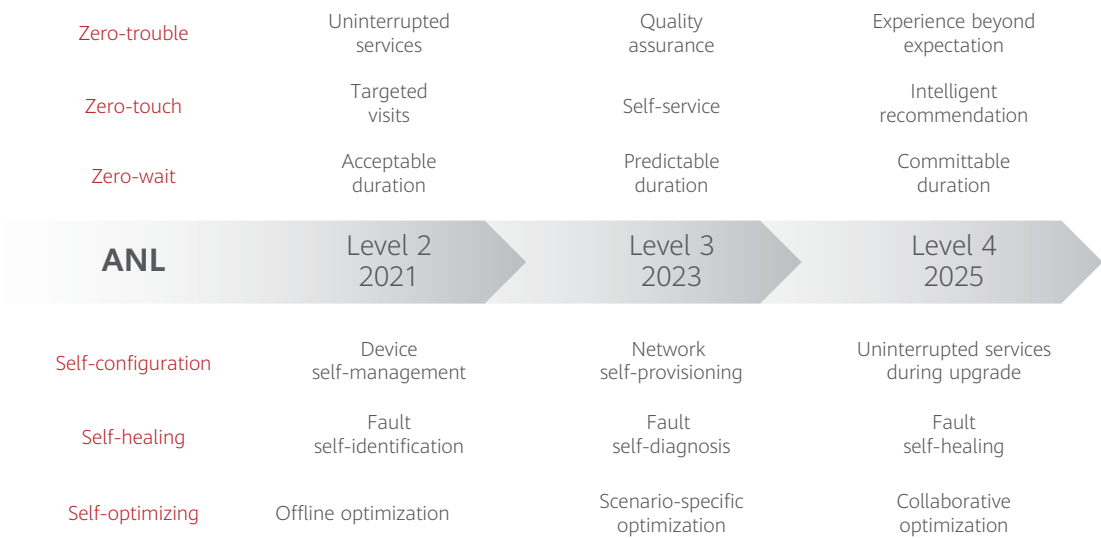 Zero-trouble
Uninterrupted
services
Quality
assurance
Experience beyond
expectation
Zero-touch
Targeted
visits
Self-service
Intelligent
recommendation
Zero-wait
Acceptable
duration
Predictable
duration
Committable
duration
ANL
Level 2
2021
Level 3
2023
Level 4
2025
Self-configuration
Device
self-management
Network
self-provisioning
Uninterrupted services
during upgrade
Self-healing
Fault
self-identification
Fault
self-diagnosis
Fault
self-healing
Self-optimizing
Offline optimization
Scenario-specific
optimization
Collaborative
optimization